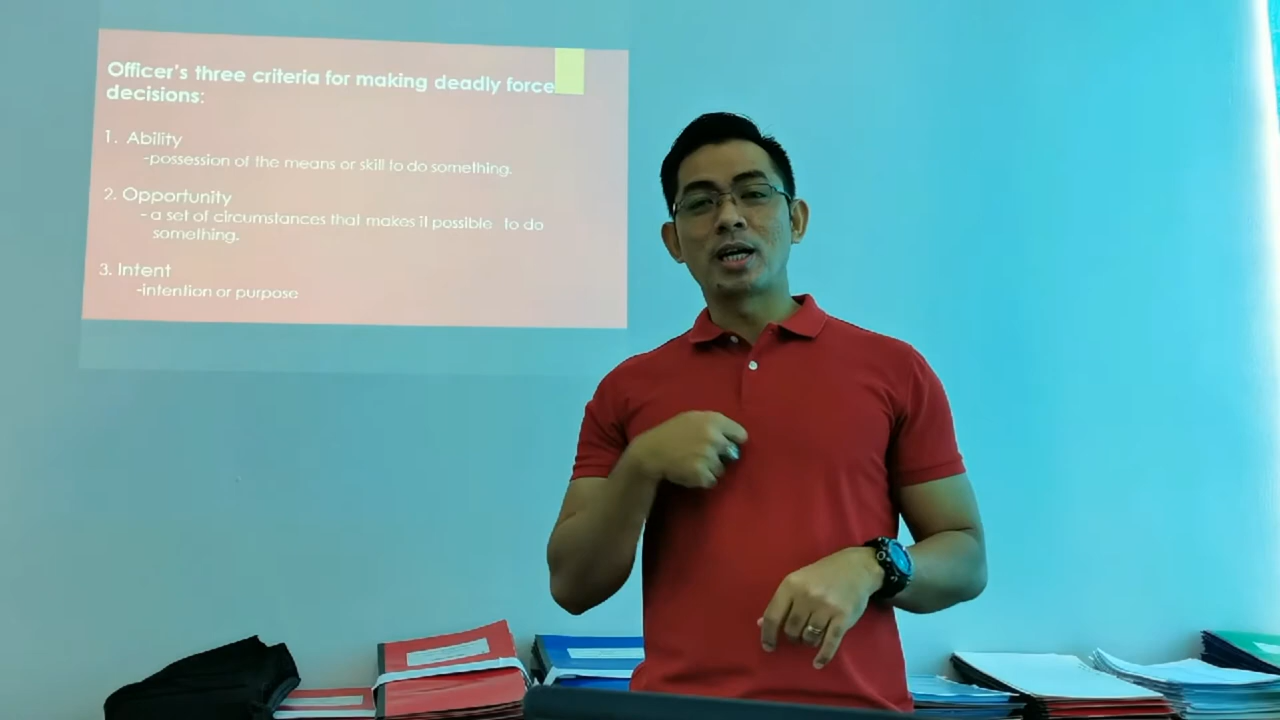 Officer's three criteria for making deadly force
decisions:
1. Ability
-possession of the means or skill to do something.
2. Opportunity
- a set of circumstances that makes it possible to do
something.
3. Intent
-intention or purpose